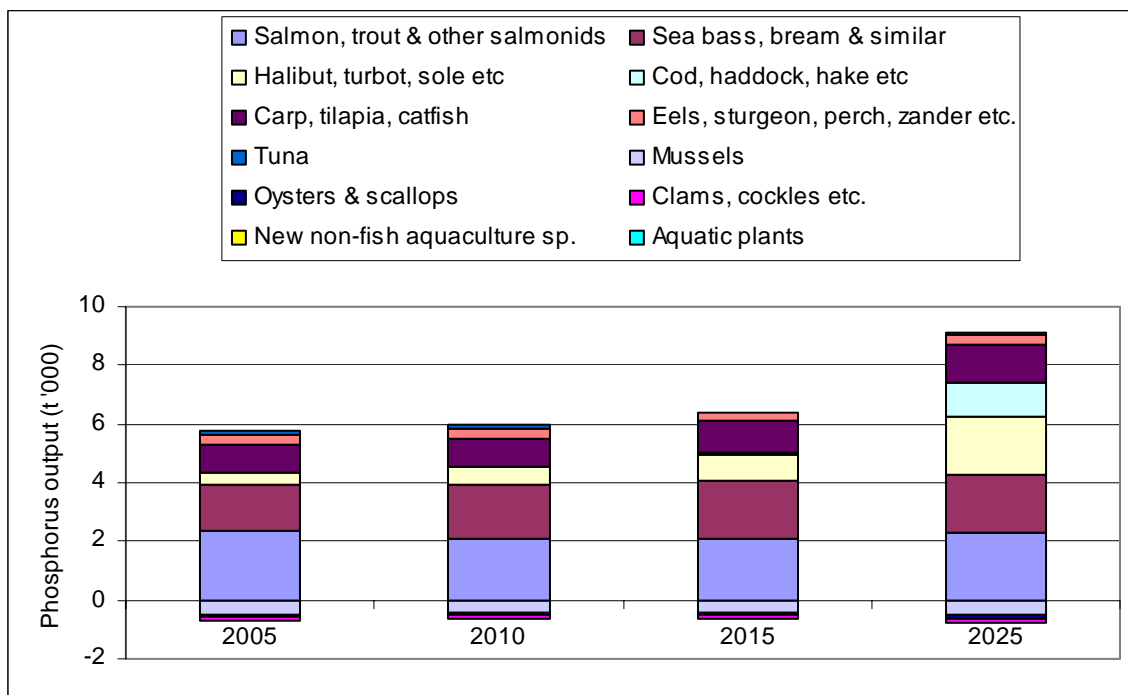 Salmon, trout & other salmonids Sea bass, bream & similar
Halibut, turbot, sole etc Cod, haddock, hake etc
Carp, tilapia, catfish Eels, sturgeon, perch, zander etc.
Tuna Mussels
Oysters & scallops Clams, cockles etc.
New non-fish aquaculture sp. Aquatic plants
Phosphorus output (t '000)
10
8
6
4
2
0
-2
2005 2010 2015 2025